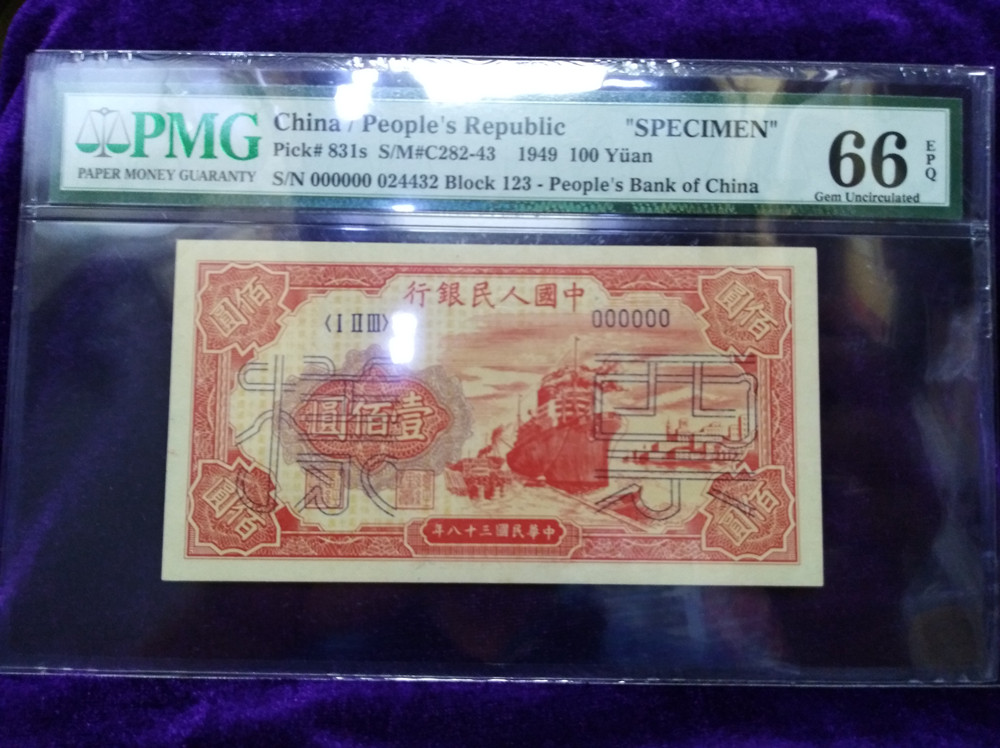 PMG
PAPER MONEY GUARANTY
China / People's Republic "SPECIMEN"
Pick# 831s S/M#C282-43 1949 100 Yüan
S/N 000000 024432 Block 123 - People's Bank of China
66 EPQ
Gem Uncirculated
行銀民人國中
〈I II III〉 000000
圓佰
圓佰
票樣
圓佰壹
圓佰
圓佰
年八十三國民華中